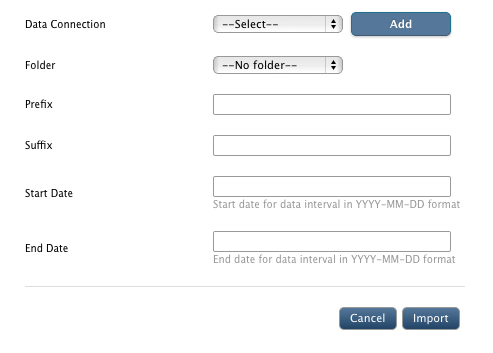 Data Connection --Select-- Add
Folder --No folder--
Prefix
Suffix
Start Date
Start date for data interval in YYYY-MM-DD format
End Date
End date for data interval in YYYY-MM-DD format
Cancel Import